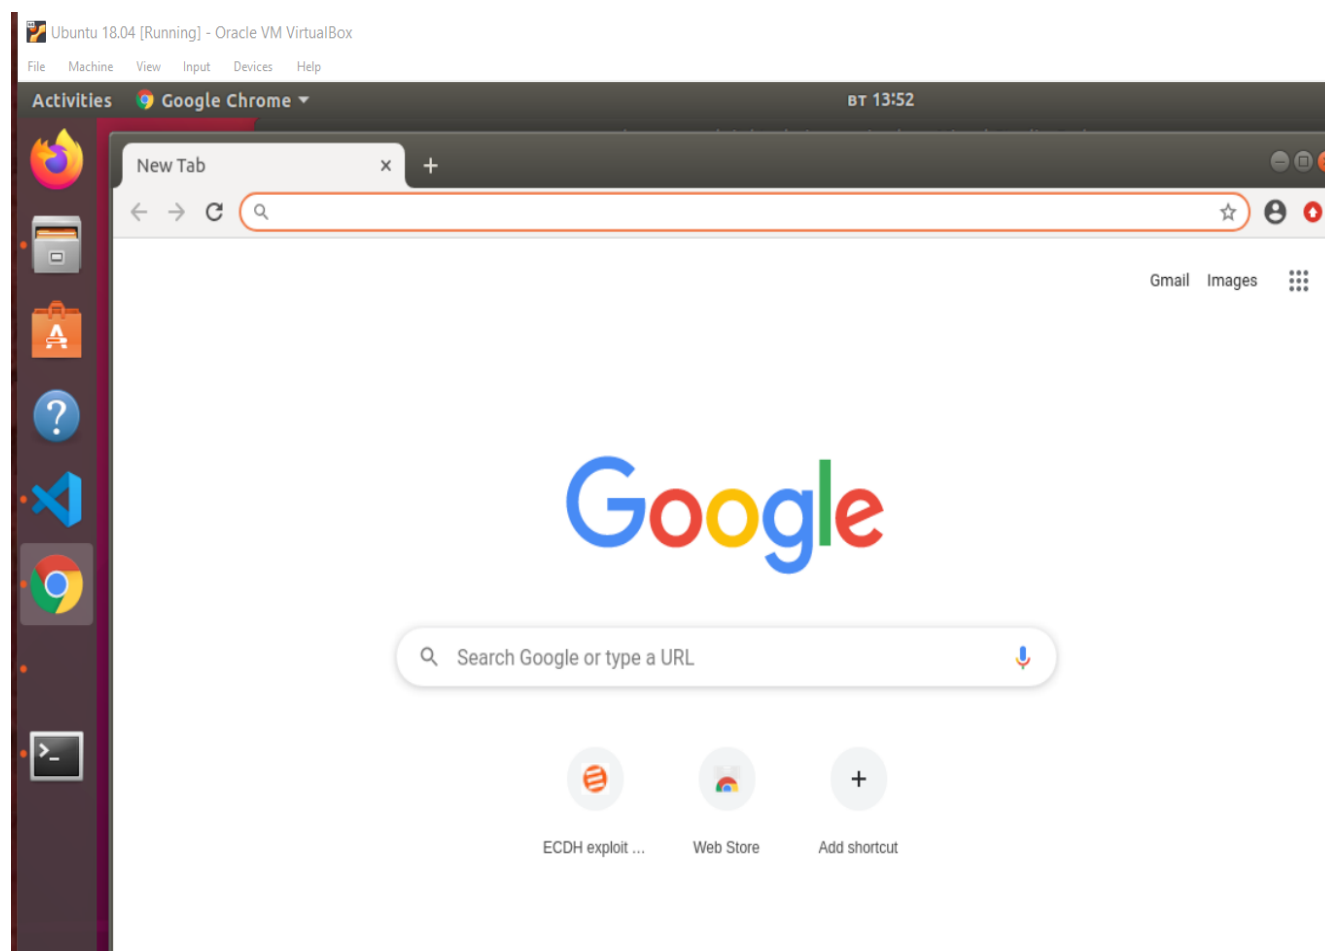 Ubuntu 18.04 [Running] - Oracle VM VirtualBox
File Machine View Input Devices Help
Activities Google Chrome вт 13:52
New Tab
Gmail Images
Google
Search Google or type a URL
ECDH exploit ... Web Store Add shortcut